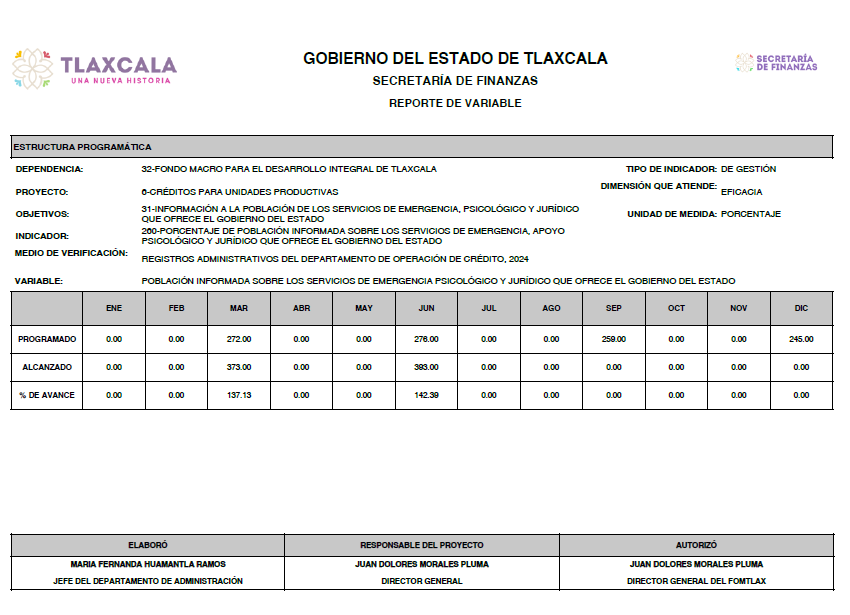 TLAXCALA
UNA NUEVA HISTORIA
GOBIERNO DEL ESTADO DE TLAXCALA
SECRETARÍA DE FINANZAS
REPORTE DE VARIABLE
SECRETARÍA
DE FINANZAS
ESTRUCTURA PROGRAMÁTICA
DEPENDENCIA: 32-FONDO MACRO PARA EL DESARROLLO INTEGRAL DE TLAXCALA TIPO DE INDICADOR: DE GESTIÓN
PROYECTO: 6-CRÉDITOS PARA UNIDADES PRODUCTIVAS DIMENSIÓN QUE ATIENDE: EFICACIA
OBJETIVOS: 31-INFORMACIÓN A LA POBLACIÓN DE LOS SERVICIOS DE EMERGENCIA, PSICOLÓGICO Y JURÍDICO
QUE OFRECE EL GOBIERNO DEL ESTADO UNIDAD DE MEDIDA: PORCENTAJE
INDICADOR: 260-PORCENTAJE DE POBLACIÓN INFORMADA SOBRE LOS SERVICIOS DE EMERGENCIA, APOYO
PSICOLÓGICO Y JURÍDICO QUE OFRECE EL GOBIERNO DEL ESTADO
MEDIO DE VERIFICACIÓN: REGISTROS ADMINISTRATIVOS DEL DEPARTAMENTO DE OPERACIÓN DE CRÉDITO, 2024
VARIABLE: POBLACIÓN INFORMADA SOBRE LOS SERVICIOS DE EMERGENCIA PSICOLÓGICO Y JURÍDICO QUE OFRECE EL GOBIERNO DEL ESTADO
ENE FEB MAR ABR MAY JUN JUL AGO SEP OCT NOV DIC
PROGRAMADO 0.00 0.00 272.00 0.00 0.00 276.00 0.00 0.00 259.00 0.00 0.00 245.00
ALCANZADO 0.00 0.00 373.00 0.00 0.00 393.00 0.00 0.00 0.00 0.00 0.00 0.00
% DE AVANCE 0.00 0.00 137.13 0.00 0.00 142.39 0.00 0.00 0.00 0.00 0.00 0.00
ELABORÓ RESPONSABLE DEL PROYECTO AUTORIZÓ
MARIA FERNANDA HUAMANTLA RAMOS JUAN DOLORES MORALES PLUMA JUAN DOLORES MORALES PLUMA
JEFE DEL DEPARTAMENTO DE ADMINISTRACIÓN DIRECTOR GENERAL DIRECTOR GENERAL DEL FOMTLAX